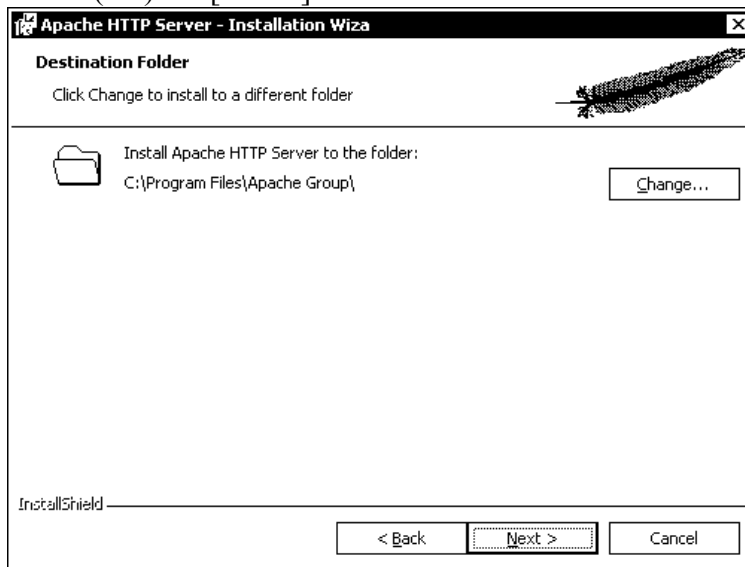 Apache HTTP Server - Installation Wiza
Destination Folder
Click Change to install to a different folder
Install Apache HTTP Server to the folder:
C:\Program Files\Apache Group\
Change...
InstallShield
< Back
Next >
Cancel